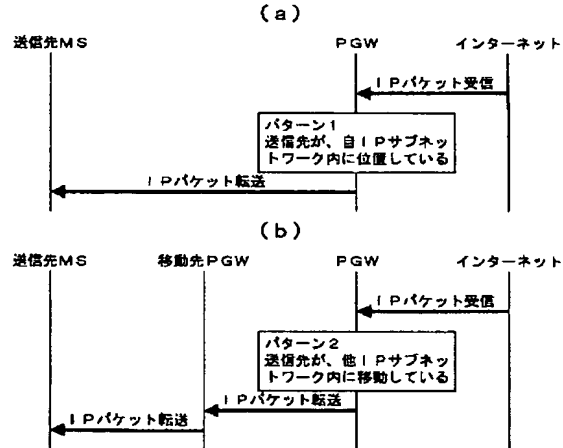 (a)
送信先MS PGW インターネット
IPパケット受信
パターン1
送信先が、自IPサブネッ
トワーク内に位置している
IPパケット転送
(b)
送信先MS 移動先PGW PGW インターネット
IPパケット受信
パターン2
送信先が、他IPサブネッ
トワーク内に移動している
IPパケット転送
IPパケット転送